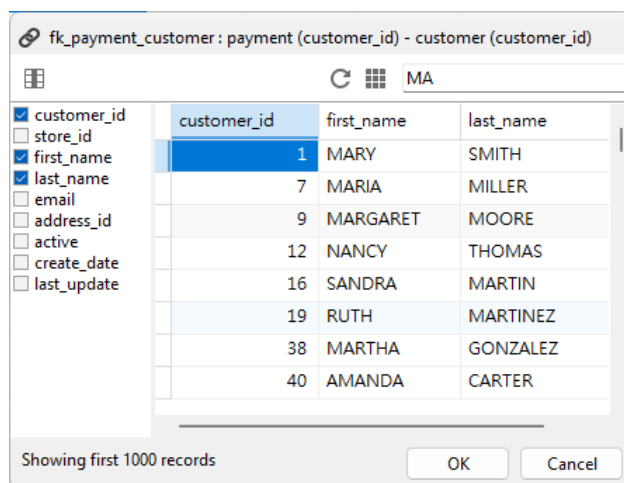 fk_payment_customer : payment (customer_id) - customer (customer_id)
MA
customer_id
store_id
first_name
last_name
email
address_id
active
create_date
last_update
customer_id first_name last_name
1 MARY SMITH
7 MARIA MILLER
9 MARGARET MOORE
12 NANCY THOMAS
16 SANDRA MARTIN
19 RUTH MARTINEZ
38 MARTHA GONZALEZ
40 AMANDA CARTER
Showing first 1000 records
OK Cancel